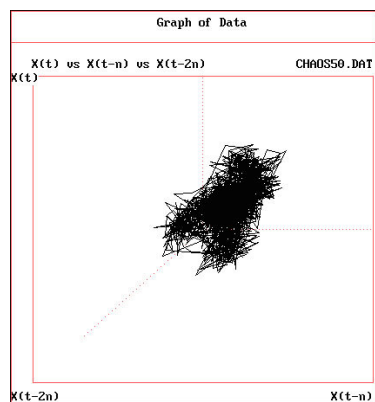 Graph of Data
X(t) vs X(t-n) vs X(t-2n) CHAOS50.DAT
X(t)
X(t-2n) X(t-n)